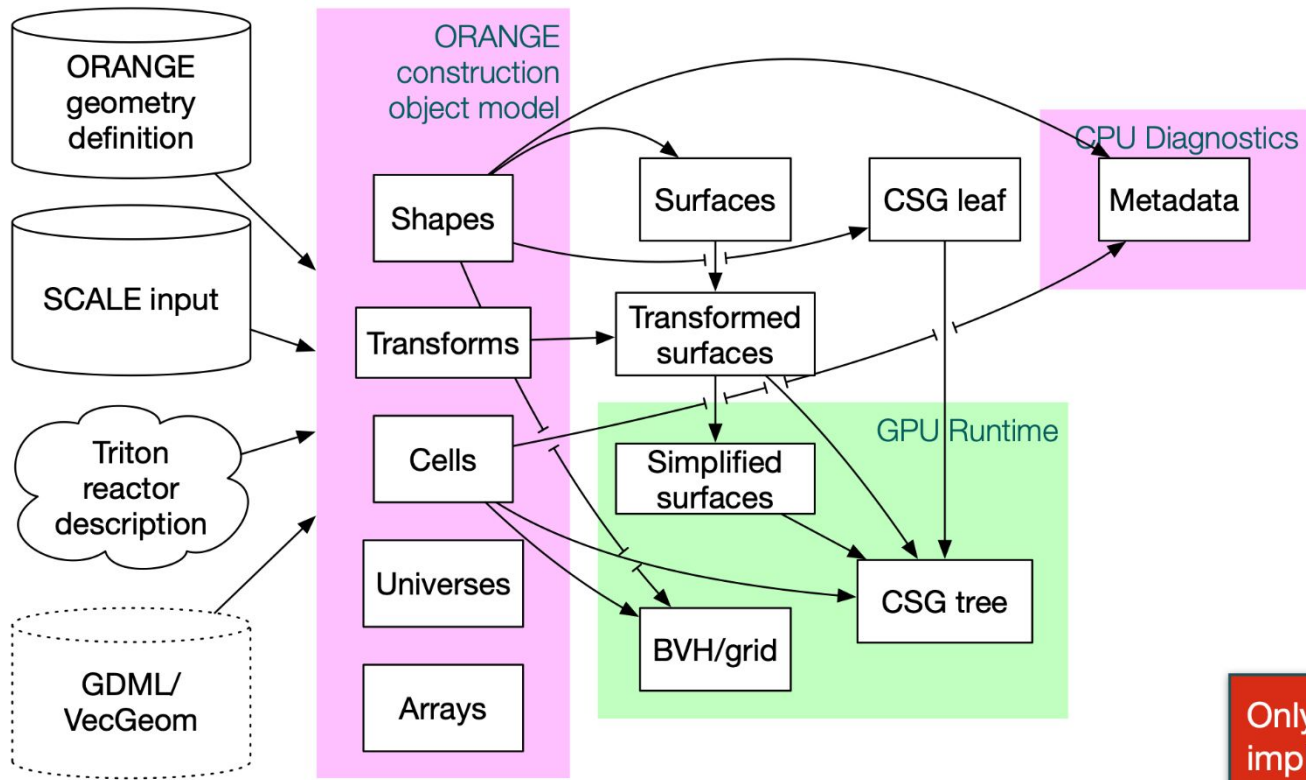 ORANGE
geometry
definition
SCALE input
Triton
reactor
description
GDML/
VecGeom
ORANGE
construction
object model
Shapes
Transforms
Cells
Universes
Arrays
Surfaces
Transformed
surfaces
CSG leaf
CPU Diagnostics
Metadata
GPU Runtime
Simplified
surfaces
CSG tree
BVH/grid
Only